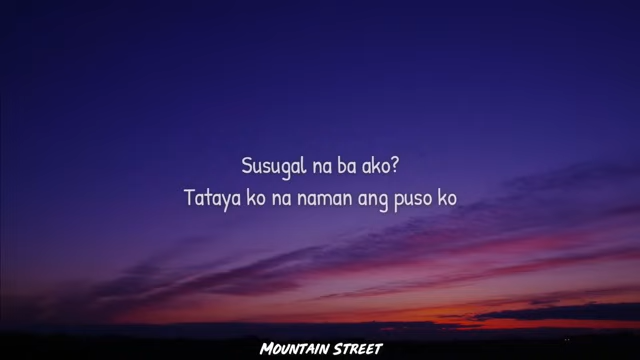 Susugal na ba ako?
Tataya ko na naman ang puso ko
MOUNTAIN STREET